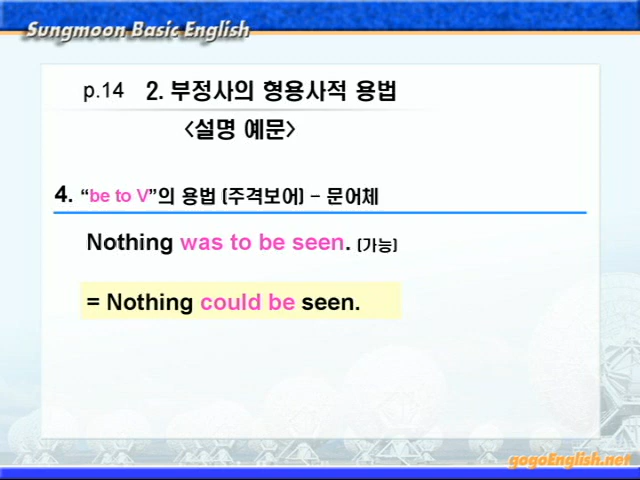 Sungmoon Basic English
p.14 2. 부정사의 형용사적 용법
<설명 예문>
4. “be to V”의 용법 (주격보어) - 문어체
Nothing was to be seen. (가능)
= Nothing could be seen.
gogoEnglish.net